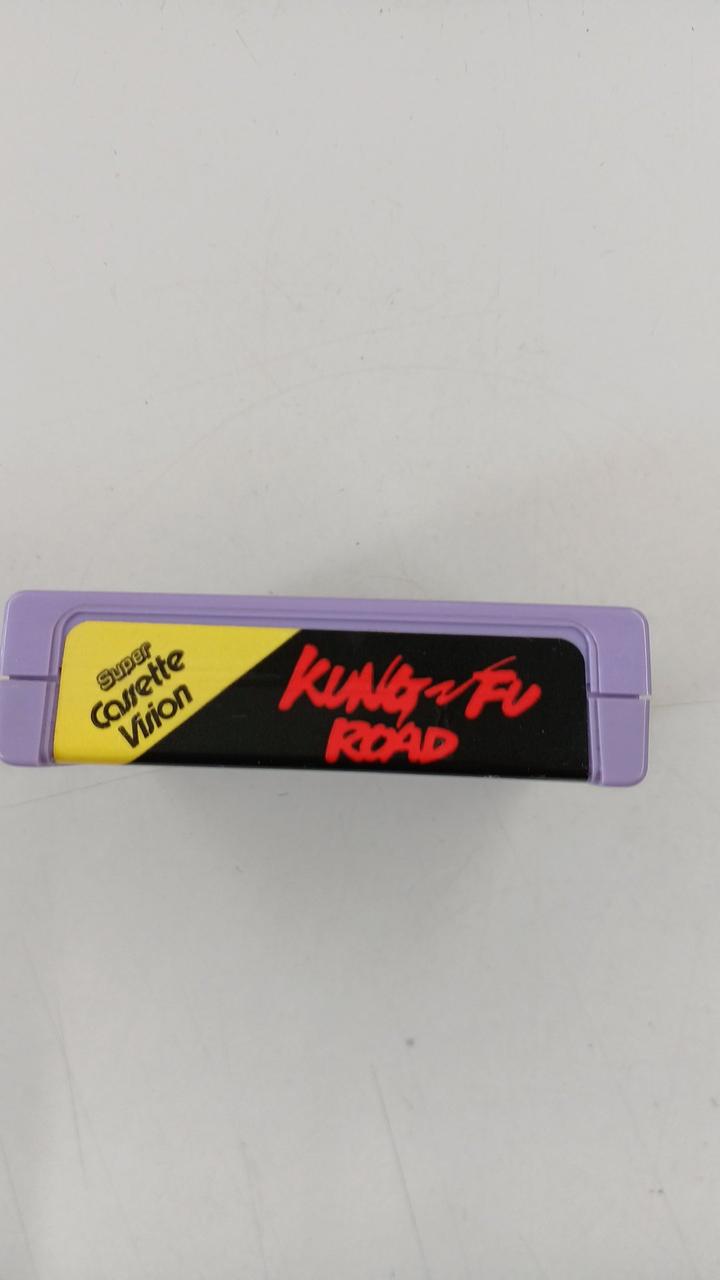 Super
Cassette
Vision
KUNG-FU
ROAD